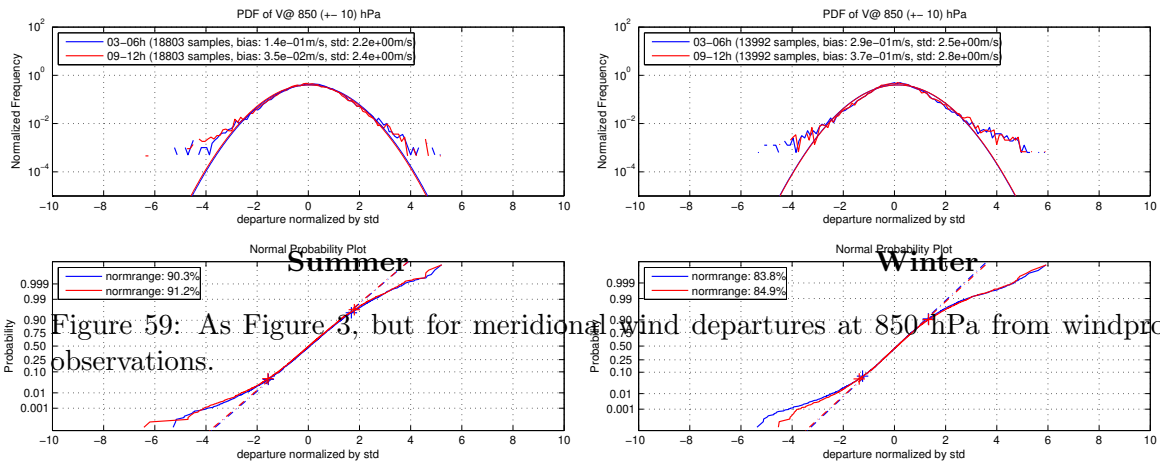 PDF of V@ 850 (+− 10) hPa
Normalized Frequency
10^2
10^0
10^−2
10^−4
03−06h (18803 samples, bias: 1.4e−01m/s, std: 2.2e+00m/s)
09−12h (18803 samples, bias: 3.5e−02m/s, std: 2.4e+00m/s)
−10 −8 −6 −4 −2 0 2 4 6 8 10
departure normalized by std
PDF of V@ 850 (+− 10) hPa
Normalized Frequency
10^2
10^0
10^−2
10^−4
03−06h (13992 samples, bias: 2.9e−01m/s, std: 2.5e+00m/s)
09−12h (13992 samples, bias: 3.7e−01m/s, std: 2.8e+00m/s)
−10 −8 −6 −4 −2 0 2 4 6 8 10
departure normalized by std
Normal Probability Plot
Summer
Probability
normrange: 90.3%
normrange: 91.2%
0.999
0.99
0.90
0.75
0.50
0.25
0.10
0.01
0.001
−10 −8 −6 −4 −2 0 2 4 6 8 10
departure normalized by std
Normal Probability Plot
Winter
Probability
normrange: 83.8%
normrange: 84.9%
0.999
0.99
0.90
0.75
0.50
0.25
0.10
0.01
0.001
−10 −8 −6 −4 −2 0 2 4 6 8 10
departure normalized by std
Figure 59: As Figure 3, but for meridional wind departures at 850 hPa from windpro
observations.